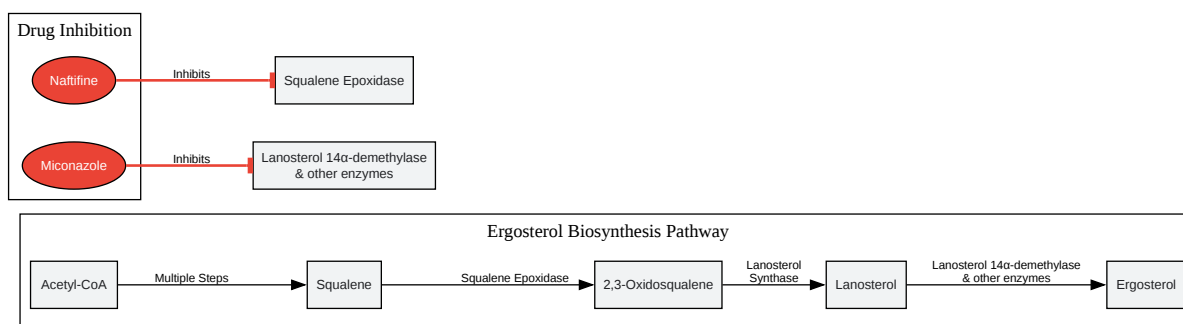 Drug Inhibition
Naftifine
Inhibits
Squalene Epoxidase
Miconazole
Inhibits
Lanosterol 14α-demethylase
& other enzymes
Ergosterol Biosynthesis Pathway
Acetyl-CoA
Multiple Steps
Squalene
Squalene Epoxidase
2,3-Oxidosqualene
Lanosterol
Synthase
Lanosterol
Lanosterol 14α-demethylase
& other enzymes
Ergosterol